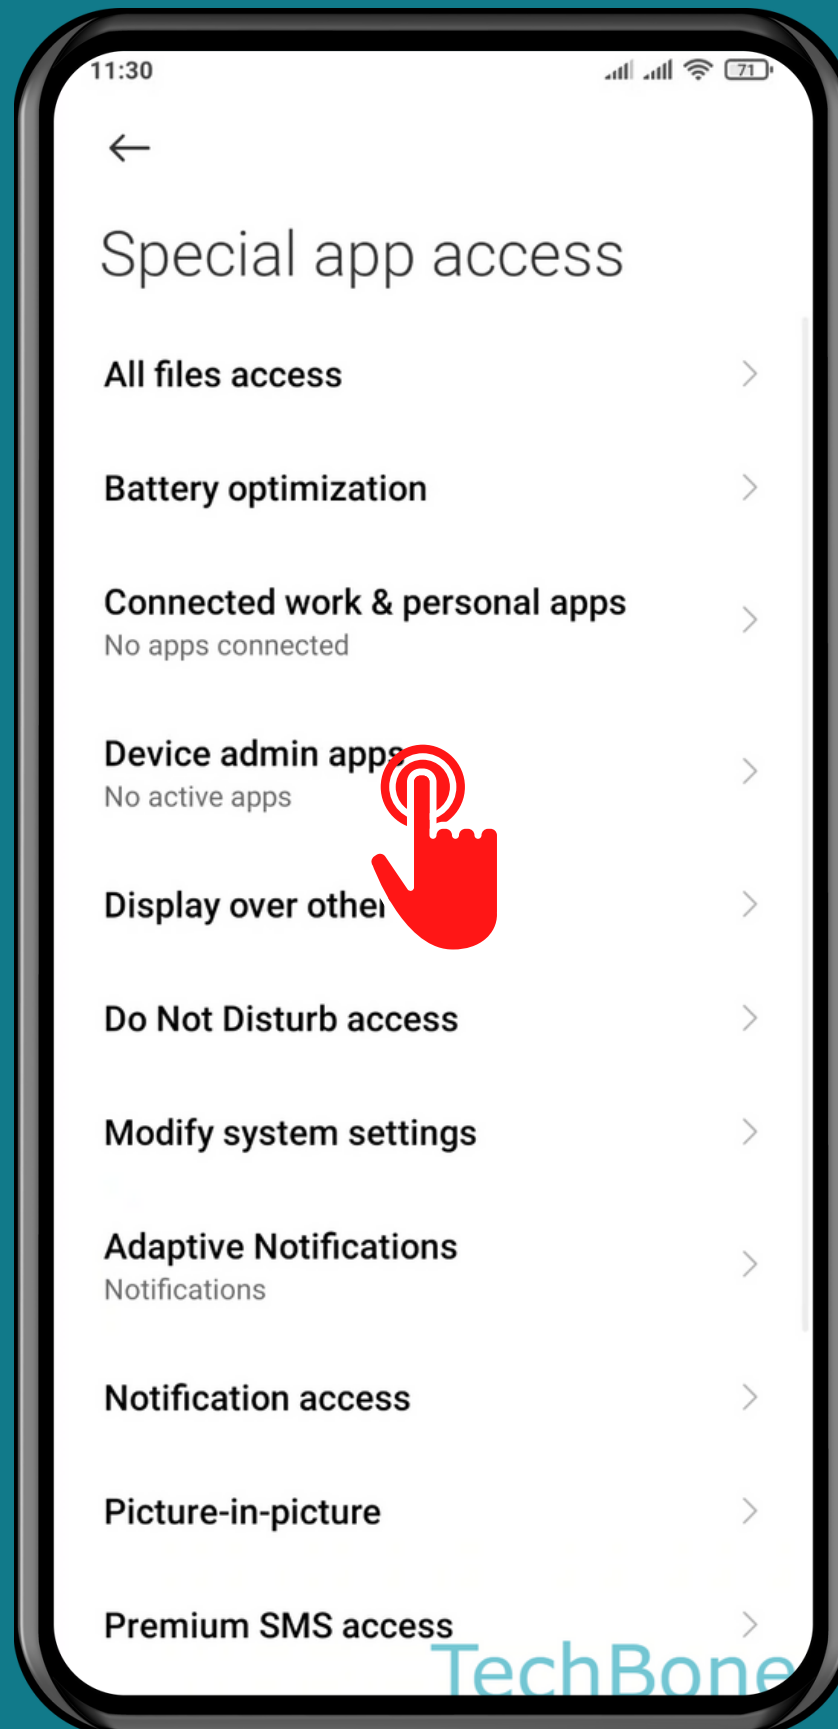 11:30
71
Special app access
All files access
Battery optimization
Connected work & personal apps
No apps connected
Device admin apps
No active apps
Display over other
Do Not Disturb access
Modify system settings
Adaptive Notifications
Notifications
Notification access
Picture-in-picture
Premium SMS access
TechBone